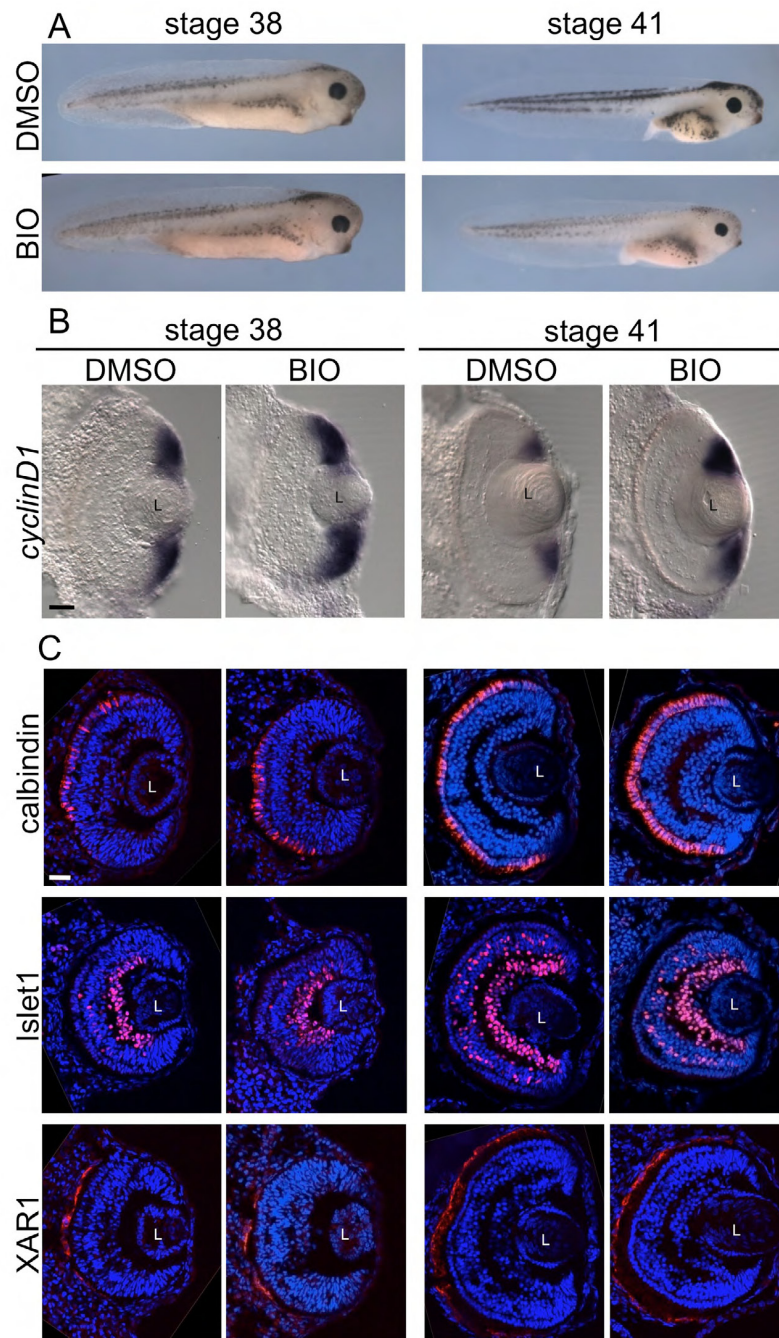 A
stage 38
stage 41
DMSO
BIO
B
stage 38
stage 41
DMSO
BIO
DMSO
BIO
cyclinD1
L
L
L
L
C
calbindin
L
L
L
L
Islet1
L
L
L
L
XAR1
L
L
L
L